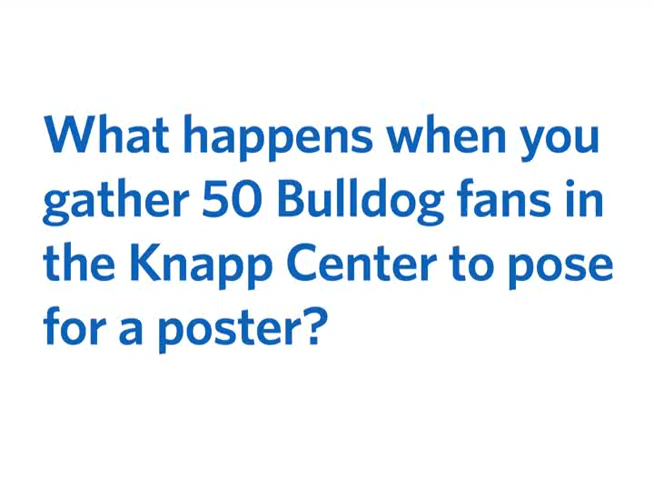 What happens when you
gather 50 Bulldog fans in
the Knapp Center to pose
for a poster?